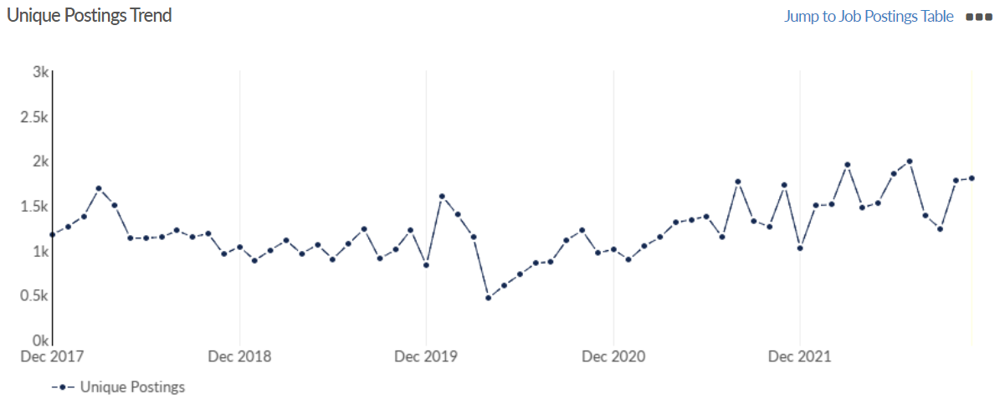 Unique Postings Trend
Jump to Job Postings Table
3k
2.5k
2k
1.5k
1k
0.5k
0k
Dec 2017
Dec 2018
Dec 2019
Dec 2020
Dec 2021
Unique Postings